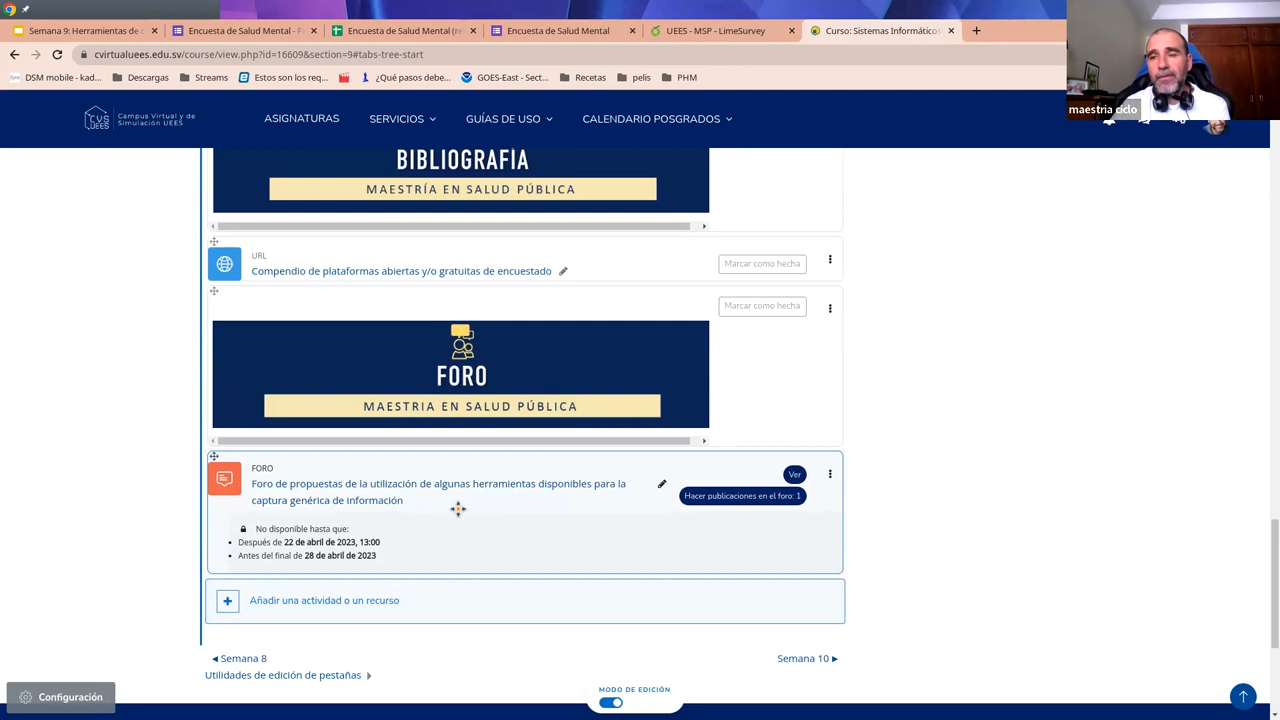 Semana 9: Herramientas de c
Encuesta de Salud Mental - F
Encuesta de Salud Mental (re
Encuesta de Salud Mental
UEES - MSP - LimeSurvey
Curso: Sistemas Informáticos
cvirtualuees.edu.sv/course/view.php?id=16609&section=9#tabs-tree-start
DSM mobile - kad...
Descargas
Streams
Estos son los req...
¿Qué pasos debe...
GOES-East - Sect...
Recetas
pelis
PHM
maestria ciclo
CVS
UEES
Campus Virtual y de
Simulación UEES
ASIGNATURAS
SERVICIOS
GUÍAS DE USO
CALENDARIO POSGRADOS
BIBLIOGRAFÍA
MAESTRÍA EN SALUD PÚBLICA
URL
Compendio de plataformas abiertas y/o gratuitas de encuestado
Marcar como hecha
Marcar como hecha
FORO
MAESTRIA EN SALUD PÚBLICA
FORO
Foro de propuestas de la utilización de algunas herramientas disponibles para la
captura genérica de información
Ver
Hacer publicaciones en el foro: 1
No disponible hasta que:
Después de 22 de abril de 2023, 13:00
Antes del final de 28 de abril de 2023
Añadir una actividad o un recurso
◄ Semana 8
Semana 10 ►
Utilidades de edición de pestañas
MODO DE EDICIÓN
Configuración